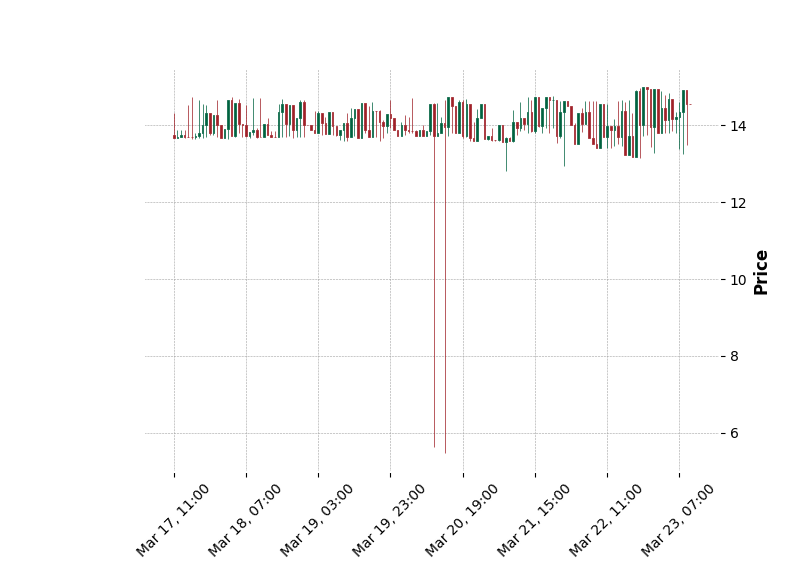 14
12
10
8
6
Price
Mar 17, 11:00
Mar 18, 07:00
Mar 19, 03:00
Mar 19, 23:00
Mar 20, 19:00
Mar 21, 15:00
Mar 22, 11:00
Mar 23, 07:00